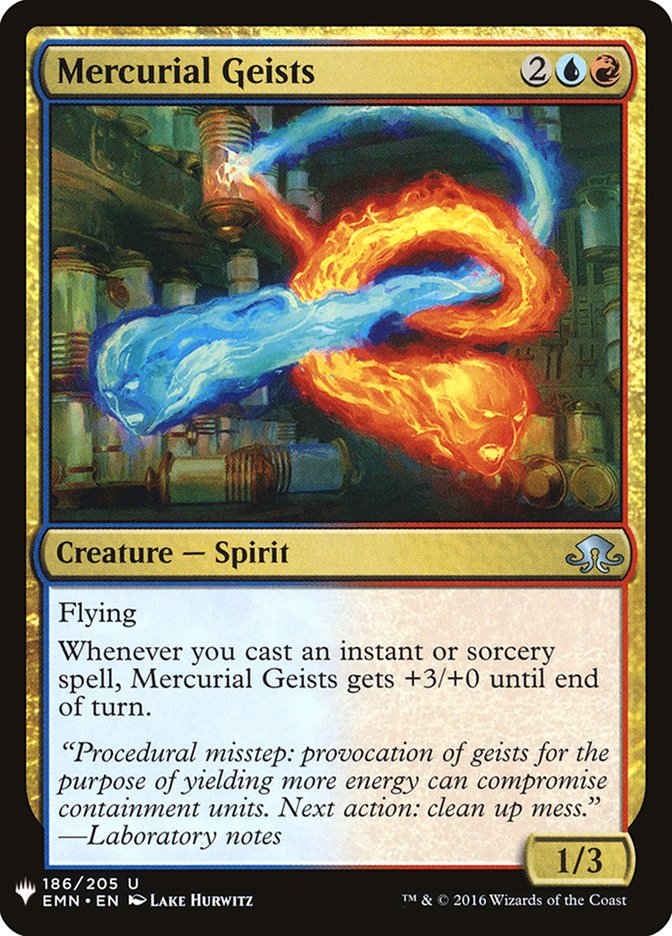 Mercurial Geists 2
Creature — Spirit
Flying
Whenever you cast an instant or sorcery
spell, Mercurial Geists gets +3/+0 until end
of turn.
“Procedural misstep: provocation of geists for the
purpose of yielding more energy can compromise
containment units. Next action: clean up mess.”
—Laboratory notes
1/3
186/205 U
EMN • EN Lake Hurwitz
™ & © 2016 Wizards of the Coast